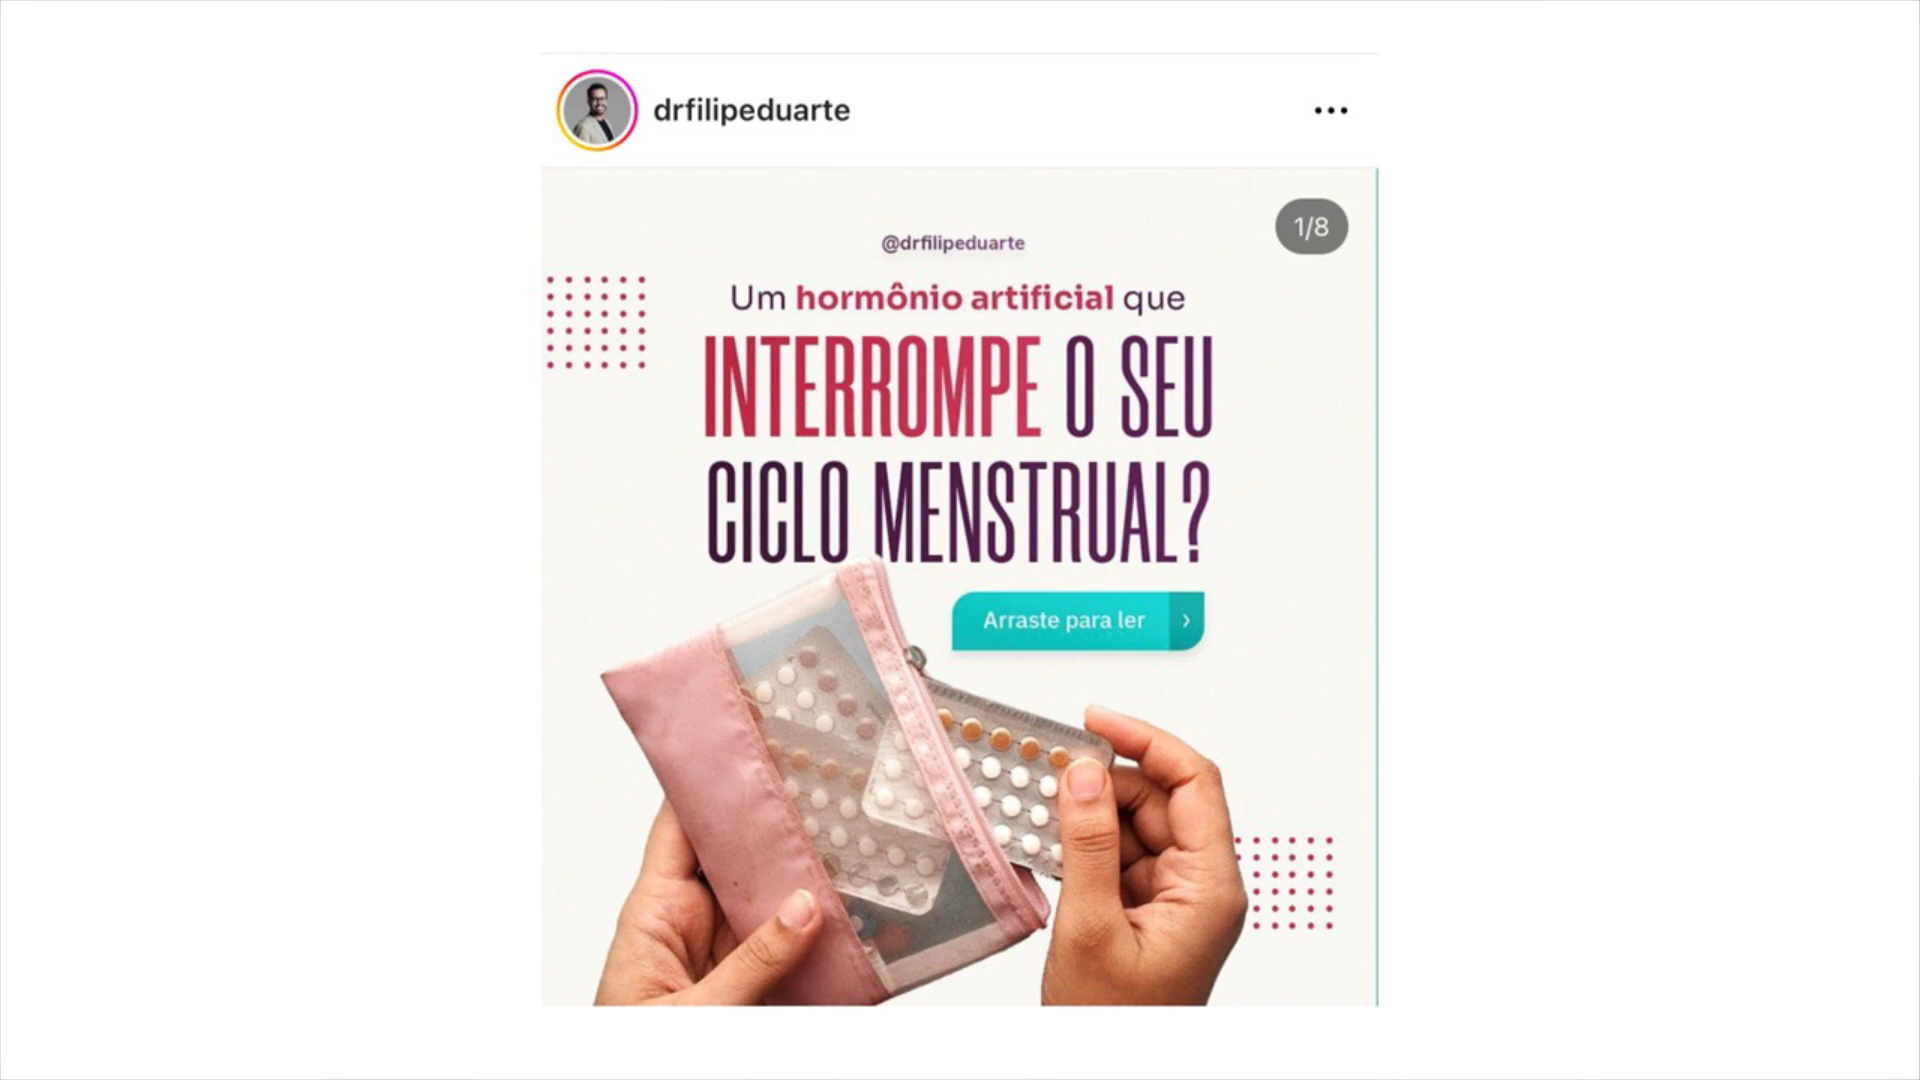 drfilipeduarte
1/8
@drfilipeduarte
Um hormônio artificial que
INTERROMPE O SEU
CICLO MENSTRUAL?
Arraste para ler